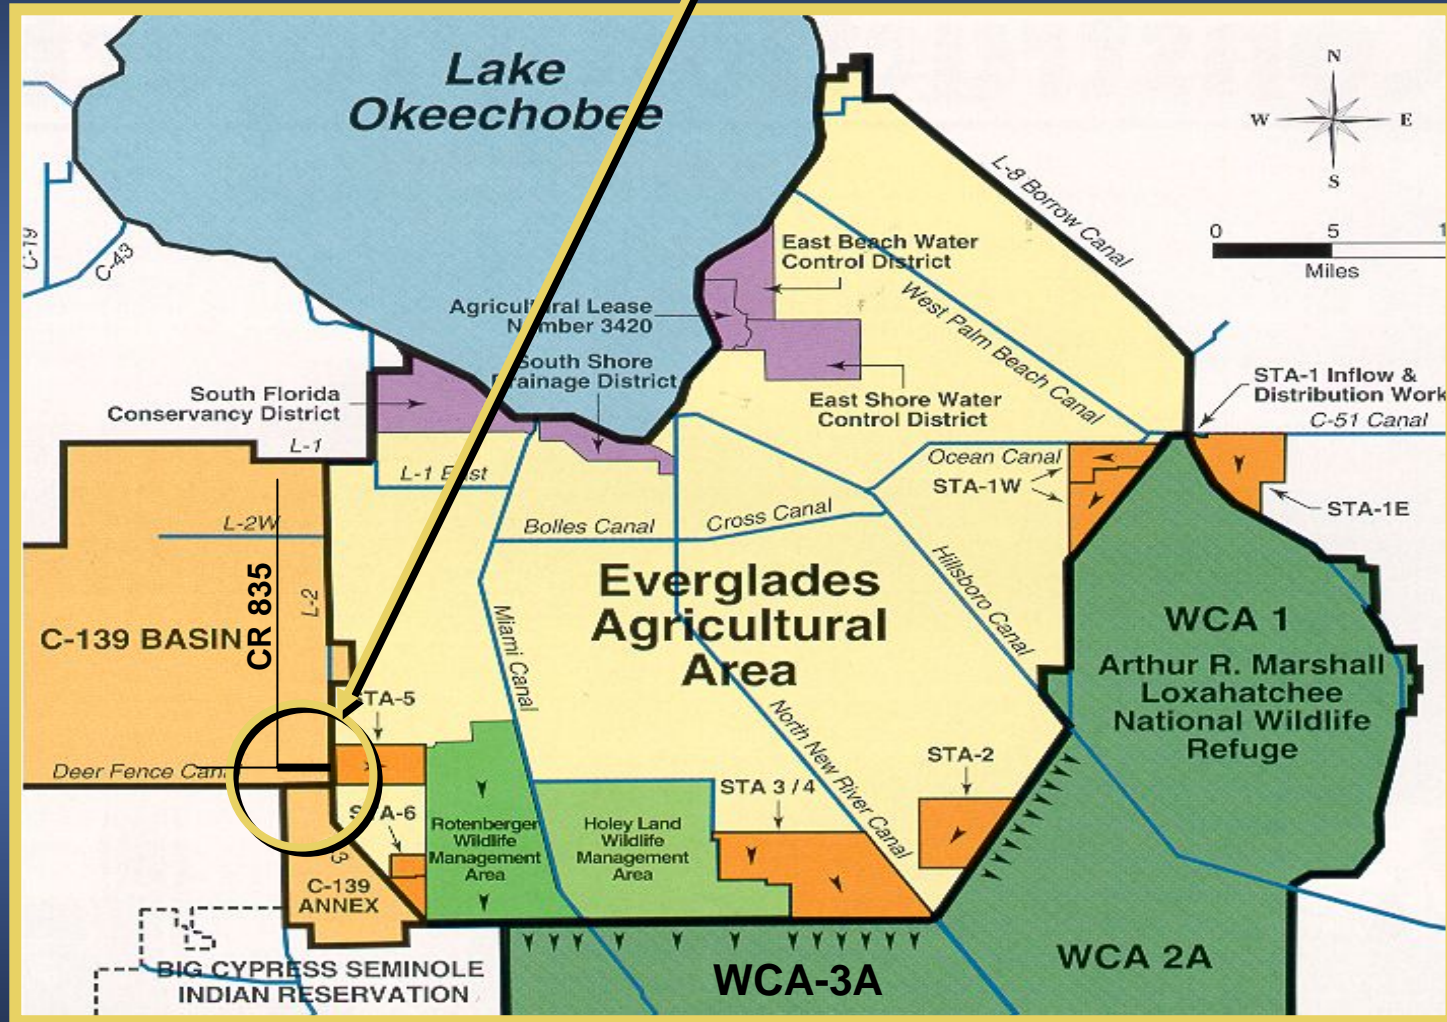 Lake
Okeechobee
N
W
E
S
0 5 1
Miles
C-19
C-43
L-8 Borrow Canal
East Beach Water
Control District
Agricultural Lease
Number 3420
West Palm Beach Canal
South Shore
Drainage District
South Florida
Conservancy District
East Shore Water
Control District
STA-1 Inflow &
Distribution Work
C-51 Canal
L-1
L-1 East
Ocean Canal
STA-1W
STA-1E
L-2W
Bolles Canal
Cross Canal
Hillsboro Canal
CR 835
L-2
C-139 BASIN
Miami Canal
Everglades
Agricultural
Area
WCA 1
Arthur R. Marshall
Loxahatchee
National Wildlife
Refuge
STA-5
North New River Canal
Deer Fence Canal
STA-2
STA 3/4
STA-6
Rotenberger
Wildlife
Management
Area
Holey Land
Wildlife
Management
Area
3
C-139
ANNEX
BIG CYPRESS SEMINOLE
INDIAN RESERVATION
WCA-3A
WCA 2A